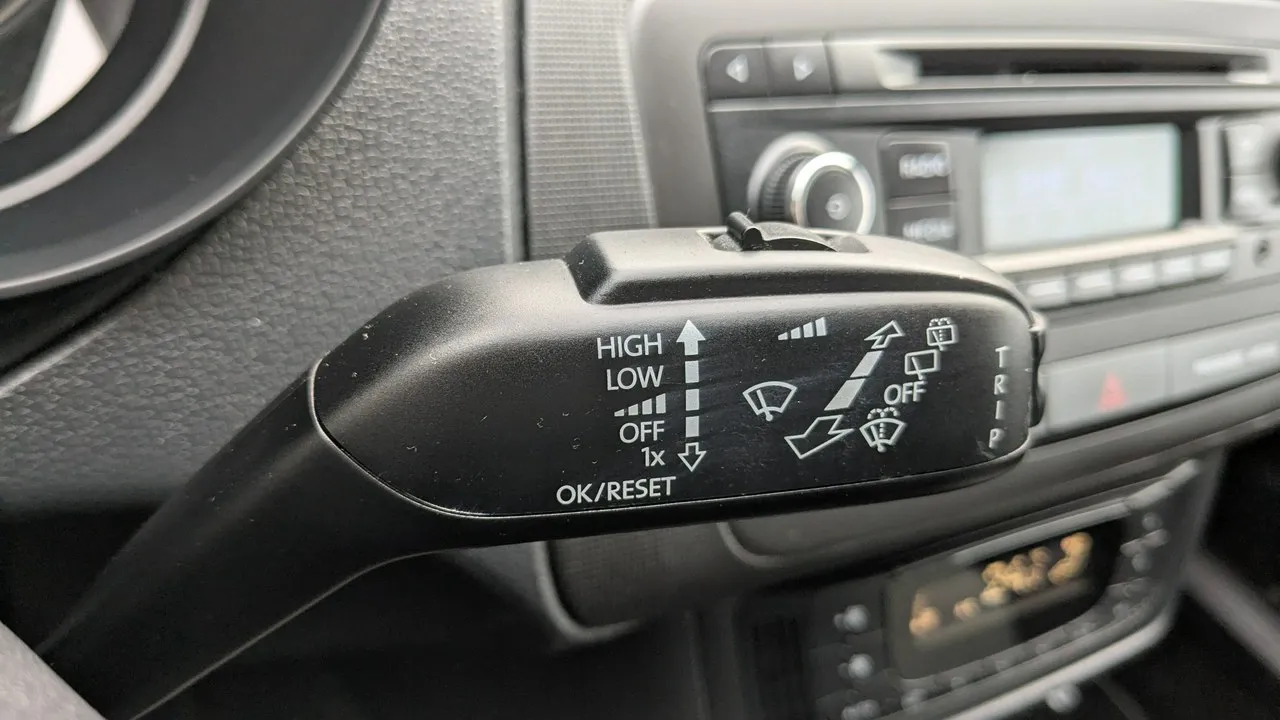 HIGH
LOW
OFF
1x
OK/RESET
OFF
TRIP